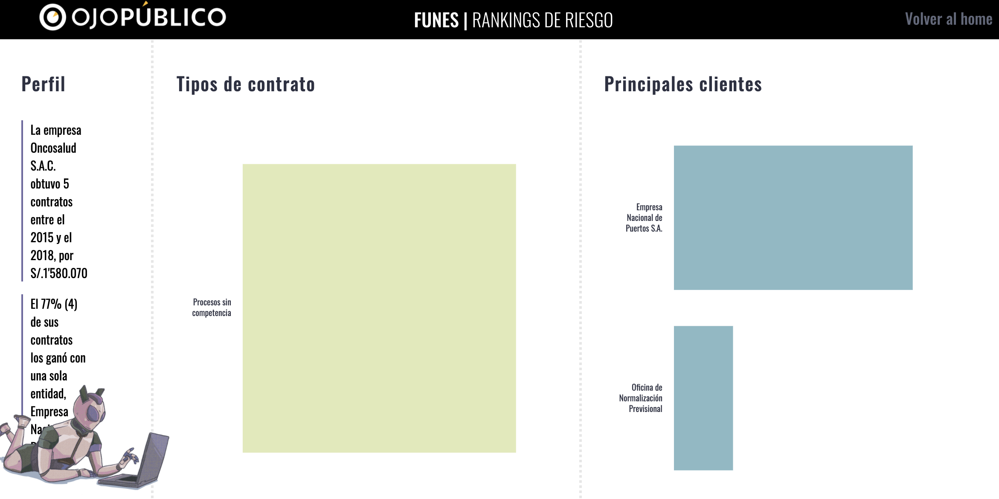 OJOPÚBLICO
FUNES | RANKINGS DE RIESGO
Volver al home
Perfil
La empresa
Oncosalud
S.A.C.
obtuvo 5
contratos
entre el
2015 y el
2018, por
S/.1'580.070
El 77% (4)
de sus
contratos
los ganó con
una sola
entidad,
Empresa
Tipos de contrato
Procesos sin
competencia
Principales clientes
Empresa
Nacional de
Puertos S.A.
Oficina de
Normalización
Previsional